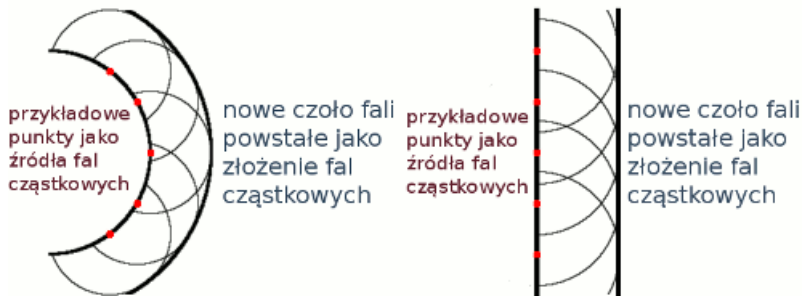 przykładowe
punkty jako
źródła fal
cząstkowych
nowe czoło fali
powstałe jako
złożenie fal
cząstkowych
przykładowe
punkty jako
źródła fal
cząstkowych
nowe czoło fali
powstałe jako
złożenie fal
cząstkowych